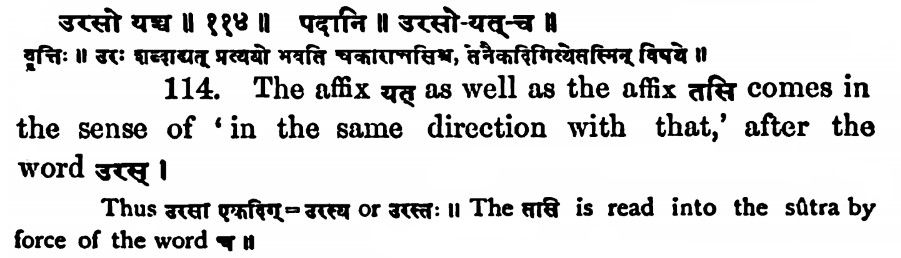 उरसो यच्च ॥ ११४ ॥ पदानि ॥ उरसो-यत्-च ॥
वृत्तिः ॥ उरः शब्दाद्यत् प्रत्ययो भवति चकारात्तसिश्च, तेनैकदिगित्येतस्मिन् विषये ॥
114. The affix यत् as well as the affix तसि comes in
the sense of ‘in the same direction with that,’ after the
word उरस् ।
Thus उरसा एकदिग् = उरस्य or उरस्तः ॥ The तासि is read into the sûtra by
force of the word च ॥